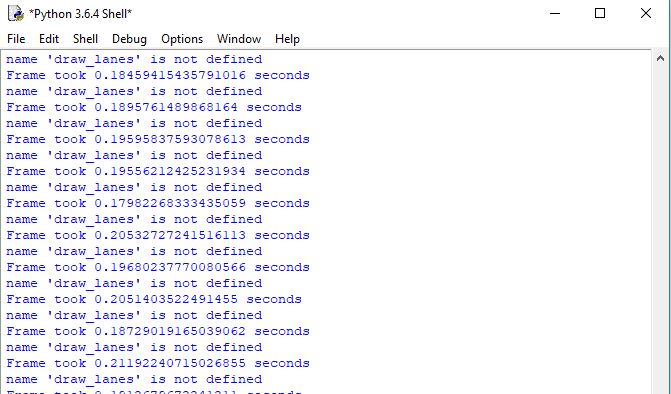 *Python 3.6.4 Shell*
File Edit Shell Debug Options Window Help
name 'draw_lanes' is not defined
Frame took 0.18459415435791016 seconds
name 'draw_lanes' is not defined
Frame took 0.1895761489868164 seconds
name 'draw_lanes' is not defined
Frame took 0.19595837593078613 seconds
name 'draw_lanes' is not defined
Frame took 0.19556212425231934 seconds
name 'draw_lanes' is not defined
Frame took 0.17982268333435059 seconds
name 'draw_lanes' is not defined
Frame took 0.20532727241516113 seconds
name 'draw_lanes' is not defined
Frame took 0.19680237770080566 seconds
name 'draw_lanes' is not defined
Frame took 0.2051403522491455 seconds
name 'draw_lanes' is not defined
Frame took 0.18729019165039062 seconds
name 'draw_lanes' is not defined
Frame took 0.21192240715026855 seconds
name 'draw_lanes' is not defined
Frame took seconds